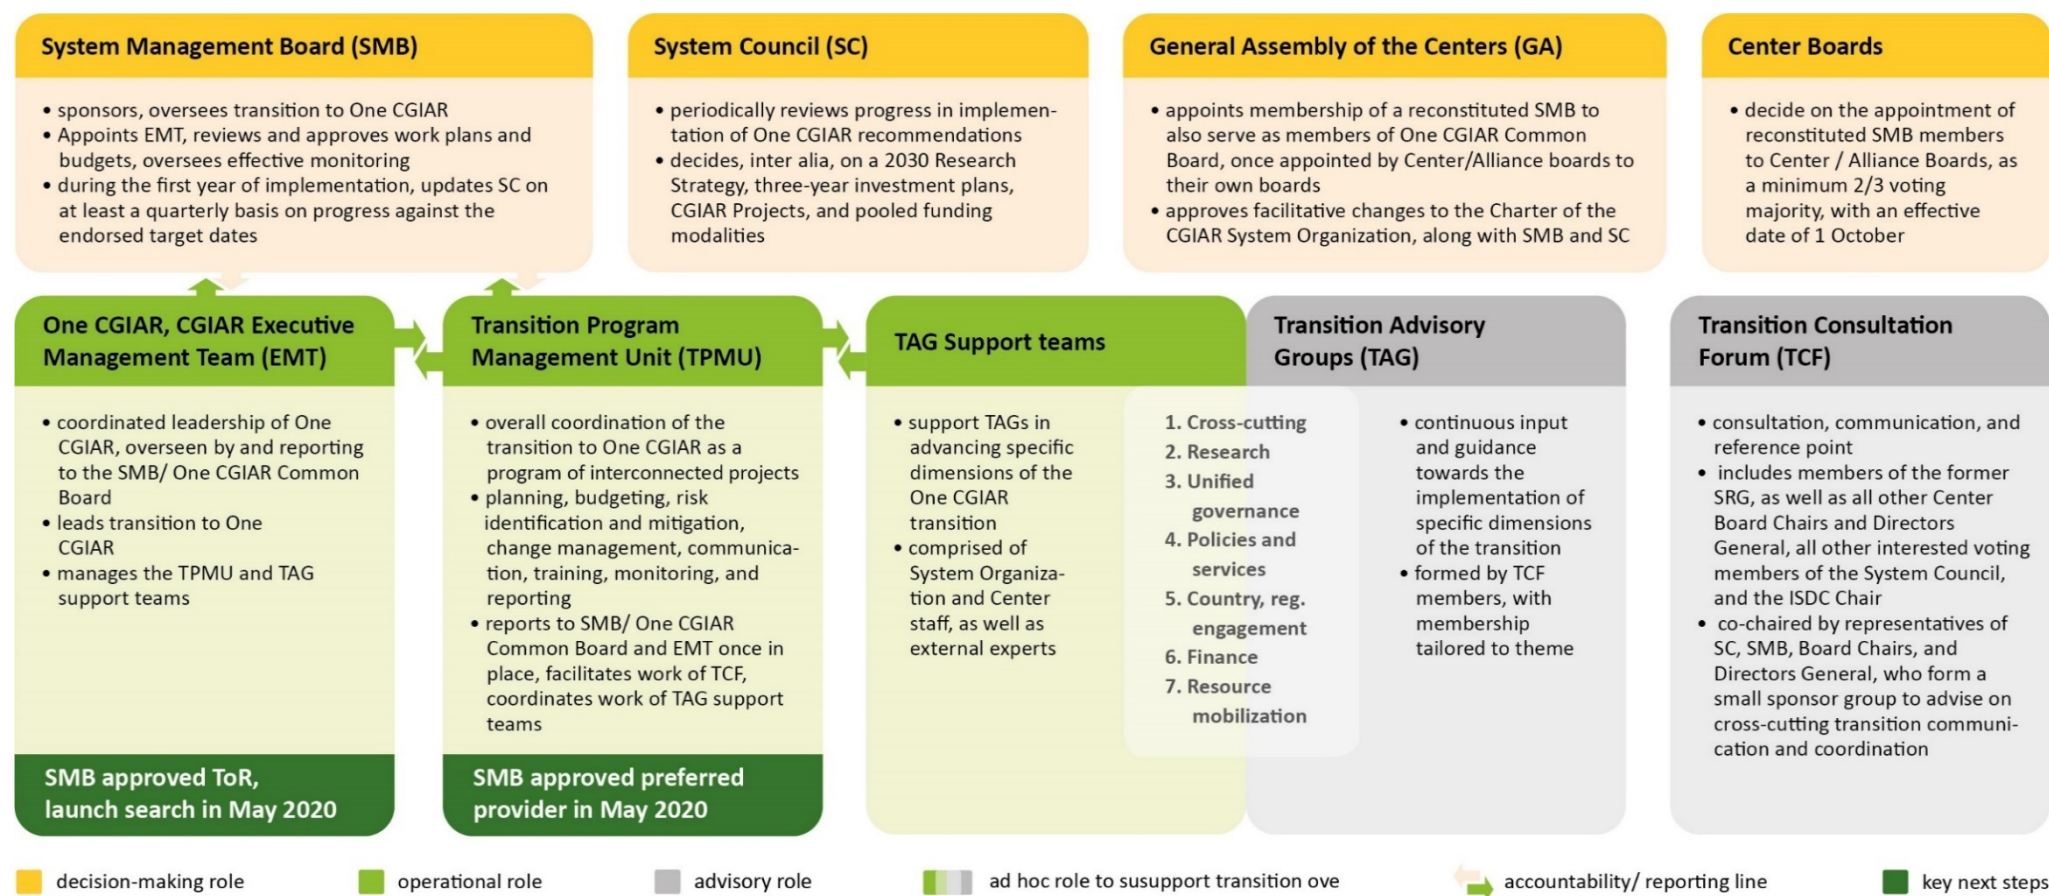 System Management Board (SMB)
• sponsors, oversees transition to One CGIAR
• Appoints EMT, reviews and approves work plans and
budgets, oversees effective monitoring
• during the first year of implementation, updates SC on
at least a quarterly basis on progress against the
endorsed target dates
System Council (SC)
• periodically reviews progress in implemen-
tation of One CGIAR recommendations
• decides, inter alia, on a 2030 Research
Strategy, three-year investment plans,
CGIAR Projects, and pooled funding
modalities
General Assembly of the Centers (GA)
• appoints membership of a reconstituted SMB to
also serve as members of One CGIAR Common
Board, once appointed by Center/Alliance boards to
their own boards
• approves facilitative changes to the Charter of the
CGIAR System Organization, along with SMB and SC
Center Boards
• decide on the appointment of
reconstituted SMB members
to Center / Alliance Boards, as
a minimum 2/3 voting
majority, with an effective
date of 1 October
One CGIAR, CGIAR Executive
Management Team (EMT)
• coordinated leadership of One
CGIAR, overseen by and reporting
to the SMB/ One CGIAR Common
Board
• leads transition to One
CGIAR
• manages the TPMU and TAG
support teams
SMB approved ToR,
launch search in May 2020
Transition Program
Management Unit (TPMU)
• overall coordination of the
transition to One CGIAR as a
program of interconnected projects
• planning, budgeting, risk
identification and mitigation,
change management, communica-
tion, training, monitoring, and
reporting
• reports to SMB/ One CGIAR
Common Board and EMT once in
place, facilitates work of TCF,
coordinates work of TAG support
teams
SMB approved preferred
provider in May 2020
TAG Support teams
• support TAGs in
advancing specific
dimensions of the
One CGIAR
transition
• comprised of
System Organiza-
tion and Center
staff, as well as
external experts
1. Cross-cutting
2. Research
3. Unified
governance
4. Policies and
services
5. Country, reg.
engagement
6. Finance
7. Resource
mobilization
Transition Advisory
Groups (TAG)
• continuous input
and guidance
towards the
implementation of
specific dimensions
of the transition
• formed by TCF
members, with
membership
tailored to theme
Transition Consultation
Forum (TCF)
• consultation, communication, and
reference point
• includes members of the former
SRG, as well as all other Center
Board Chairs and Directors
General, all other interested voting
members of the System Council,
and the ISDC Chair
• co-chaired by representatives of
SC, SMB, Board Chairs, and
Directors General, who form a
small sponsor group to advise on
cross-cutting transition communi-
cation and coordination
decision-making role
operational role
advisory role
ad hoc role to susupport transition ove
accountability/ reporting line
key next steps